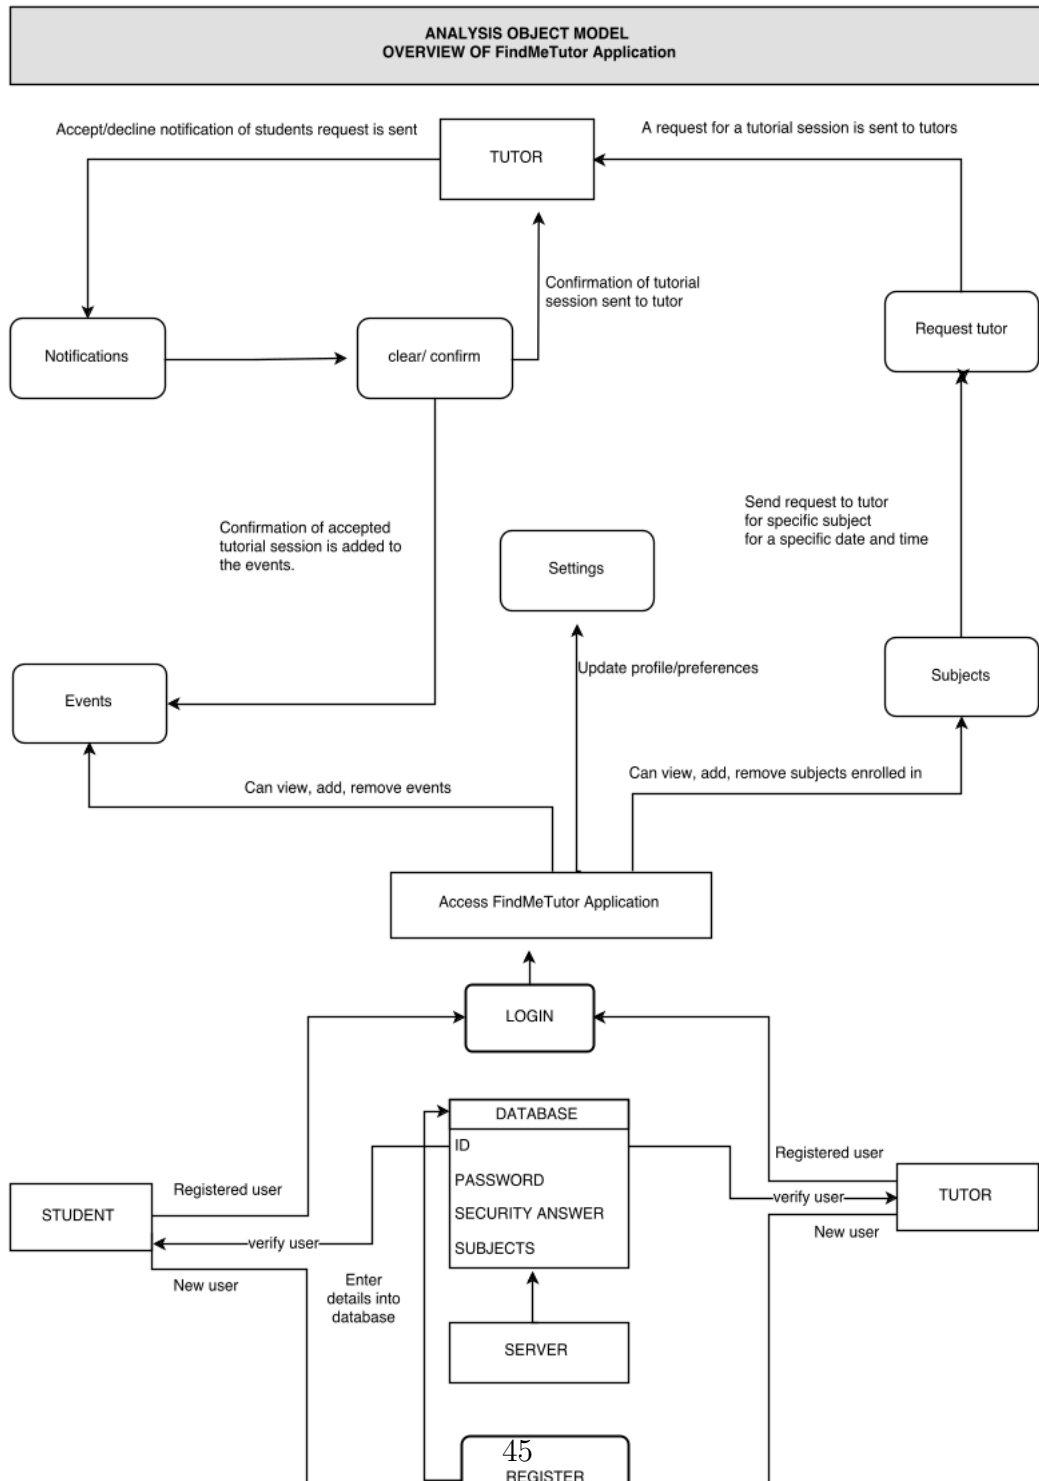 ANALYSIS OBJECT MODEL
OVERVIEW OF FindMeTutor Application
Accept/decline notification of students request is sent
TUTOR
A request for a tutorial session is sent to tutors
Confirmation of tutorial
session sent to tutor
Notifications
clear/ confirm
Request tutor
Send request to tutor
for specific subject
for a specific date and time
Confirmation of accepted
tutorial session is added to
the events.
Settings
Update profile/preferences
Events
Subjects
Can view, add, remove events
Can view, add, remove subjects enrolled in
Access FindMeTutor Application
LOGIN
DATABASE
ID
PASSWORD
SECURITY ANSWER
SUBJECTS
Registered user
STUDENT
verify user
New user
Registered user
verify user
TUTOR
New user
Enter
details into
database
SERVER
45
REGISTER